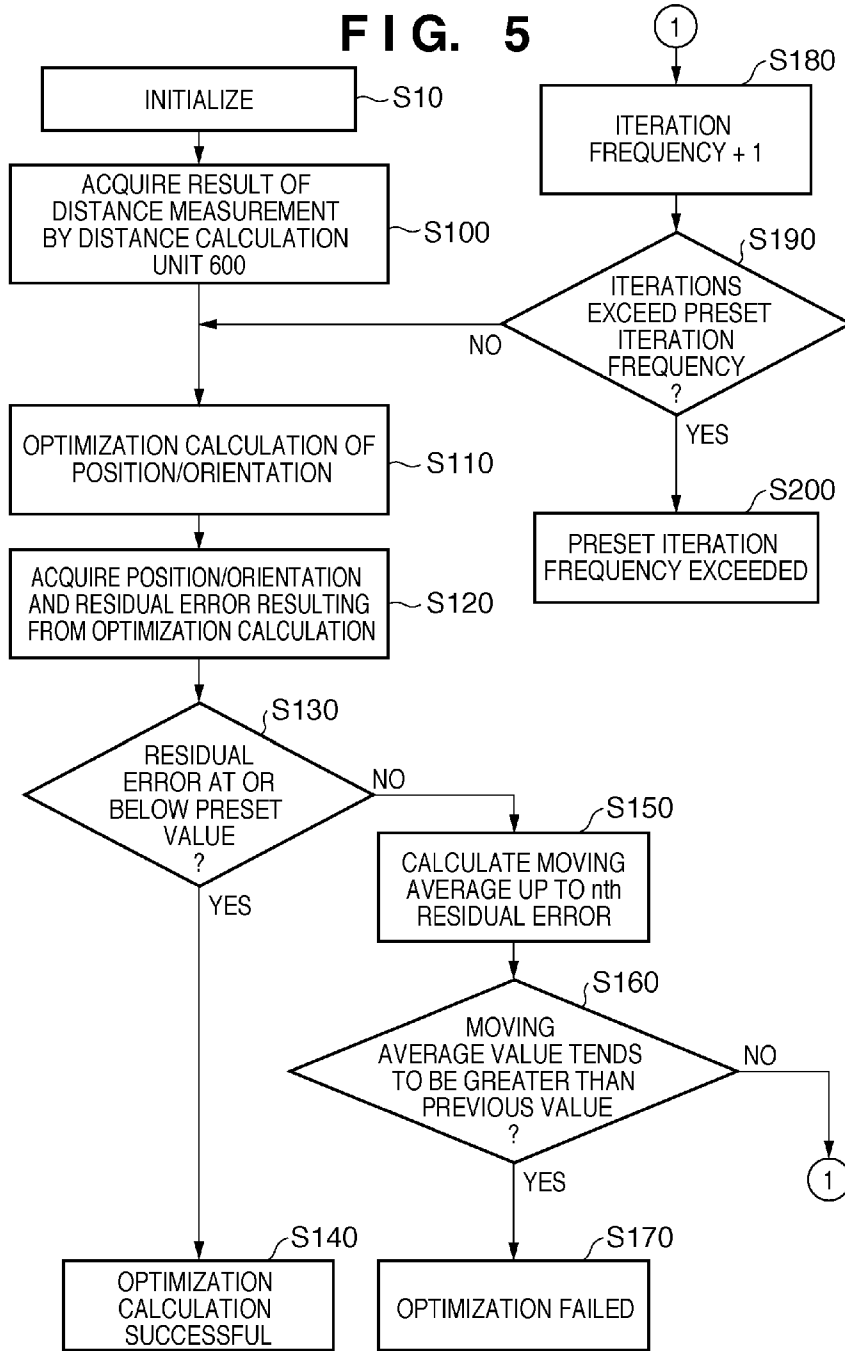 FIG. 5
INITIALIZE
S10
ACQUIRE RESULT OF
DISTANCE MEASUREMENT
BY DISTANCE CALCULATION
UNIT 600
S100
OPTIMIZATION CALCULATION OF
POSITION/ORIENTATION
S110
ACQUIRE POSITION/ORIENTATION
AND RESIDUAL ERROR RESULTING
FROM OPTIMIZATION CALCULATION
S120
S130
RESIDUAL
ERROR AT OR
BELOW PRESET
VALUE
?
NO
YES
S140
OPTIMIZATION
CALCULATION
SUCCESSFUL
S150
CALCULATE MOVING
AVERAGE UP TO nth
RESIDUAL ERROR
S160
MOVING
AVERAGE VALUE TENDS
TO BE GREATER THAN
PREVIOUS VALUE
?
NO
1
YES
S170
OPTIMIZATION FAILED
1
S180
ITERATION
FREQUENCY + 1
S190
ITERATIONS
EXCEED PRESET
ITERATION
FREQUENCY
?
NO
YES
S200
PRESET ITERATION
FREQUENCY EXCEEDED